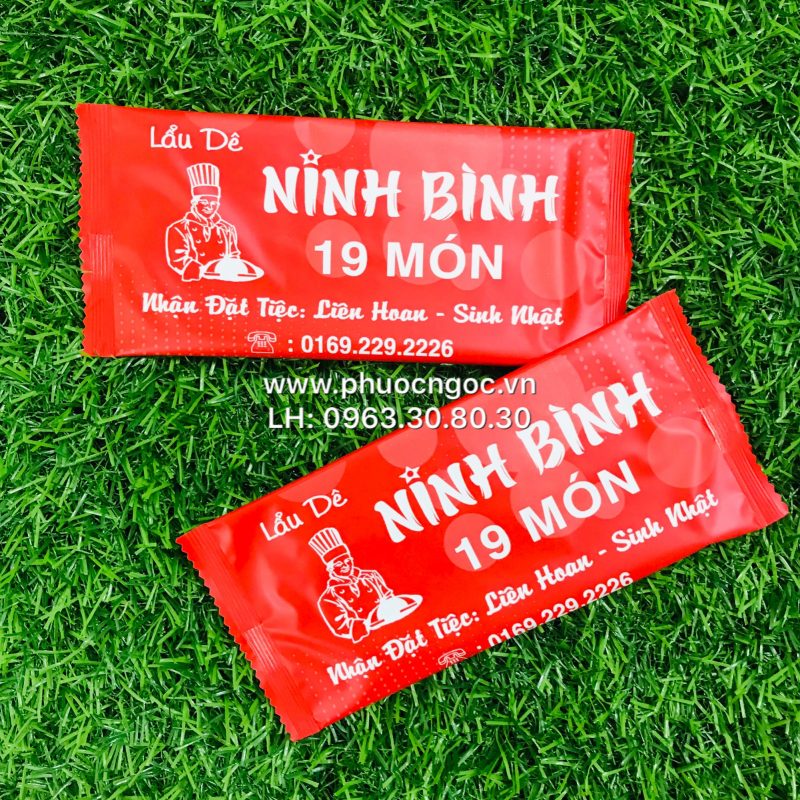 Lẩu Dê
NINH BÌNH
19 MÓN
Nhận Đặt Tiệc: Liên Hoan - Sinh Nhật
: 0169.229.2226
www.phuocngoc.vn
LH: 0963.30.80.30
Lẩu Dê
NINH BÌNH
19 MÓN
Nhận Đặt Tiệc: Liên Hoan - Sinh Nhật
: 0169.229.2226